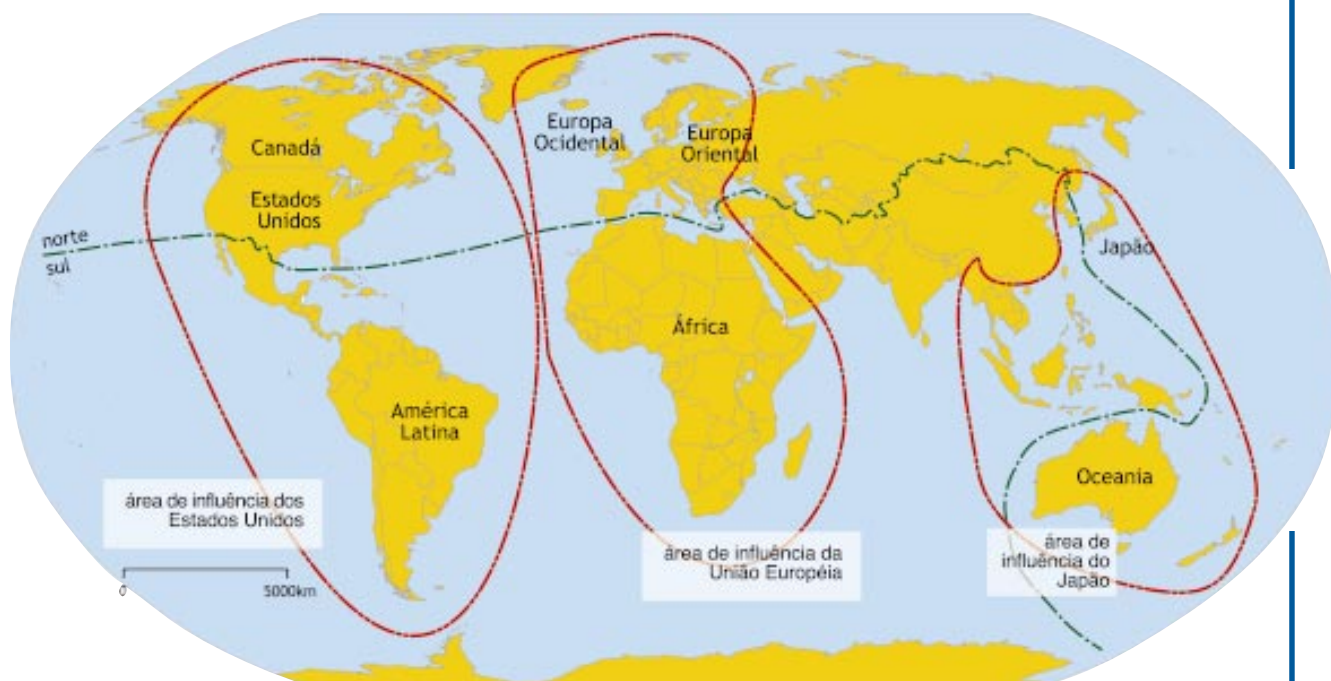 Canadá
Estados
Unidos
norte
sul
América
Latina
área de influência dos
Estados Unidos
0
5000km
Europa
Ocidental
Europa
Oriental
África
área de influência da
União Européia
Japão
Oceania
área de
influência do
Japão